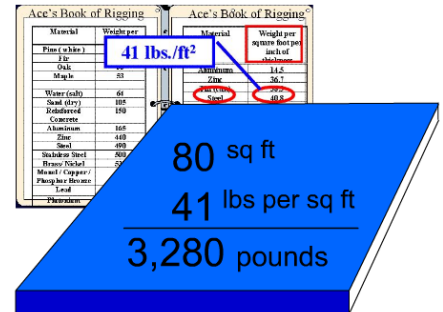 Ace's Book of Rigging
Material Weight per
Pine ( white )
Fir
Oak
Maple 53
Water (salt) 64
Sand (dry) 105
Reinforced 150
Concrete
Aluminum 165
Zinc 440
Steel 490
Stainless Steel 500
Brass/ Nickel
Monel / Copper /
Phosphor Bronze
Lead
Plutonium
Ace's Book of Rigging
Material Weight per
square foot per
inch of
thickness
Aluminum 14.5
Zinc 36.7
Steel 40.8
41 lbs./ft²
80 sq ft
41 lbs per sq ft
3,280 pounds